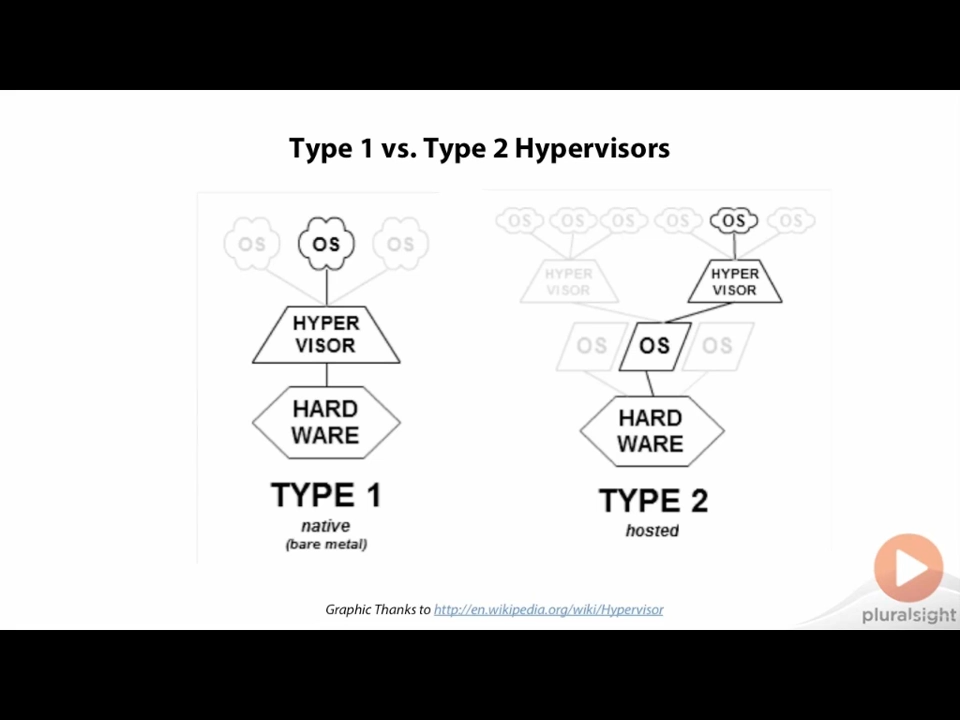 Type 1 vs. Type 2 Hypervisors
OS OS OS
HYPER
VISOR
HARD
WARE
TYPE 1
native
(bare metal)
OS OS OS OS OS OS
HYPER
VISOR
HYPER
VISOR
OS OS OS
HARD
WARE
TYPE 2
hosted
Graphic Thanks to http://en.wikipedia.org/wiki/Hypervisor
pluralsight